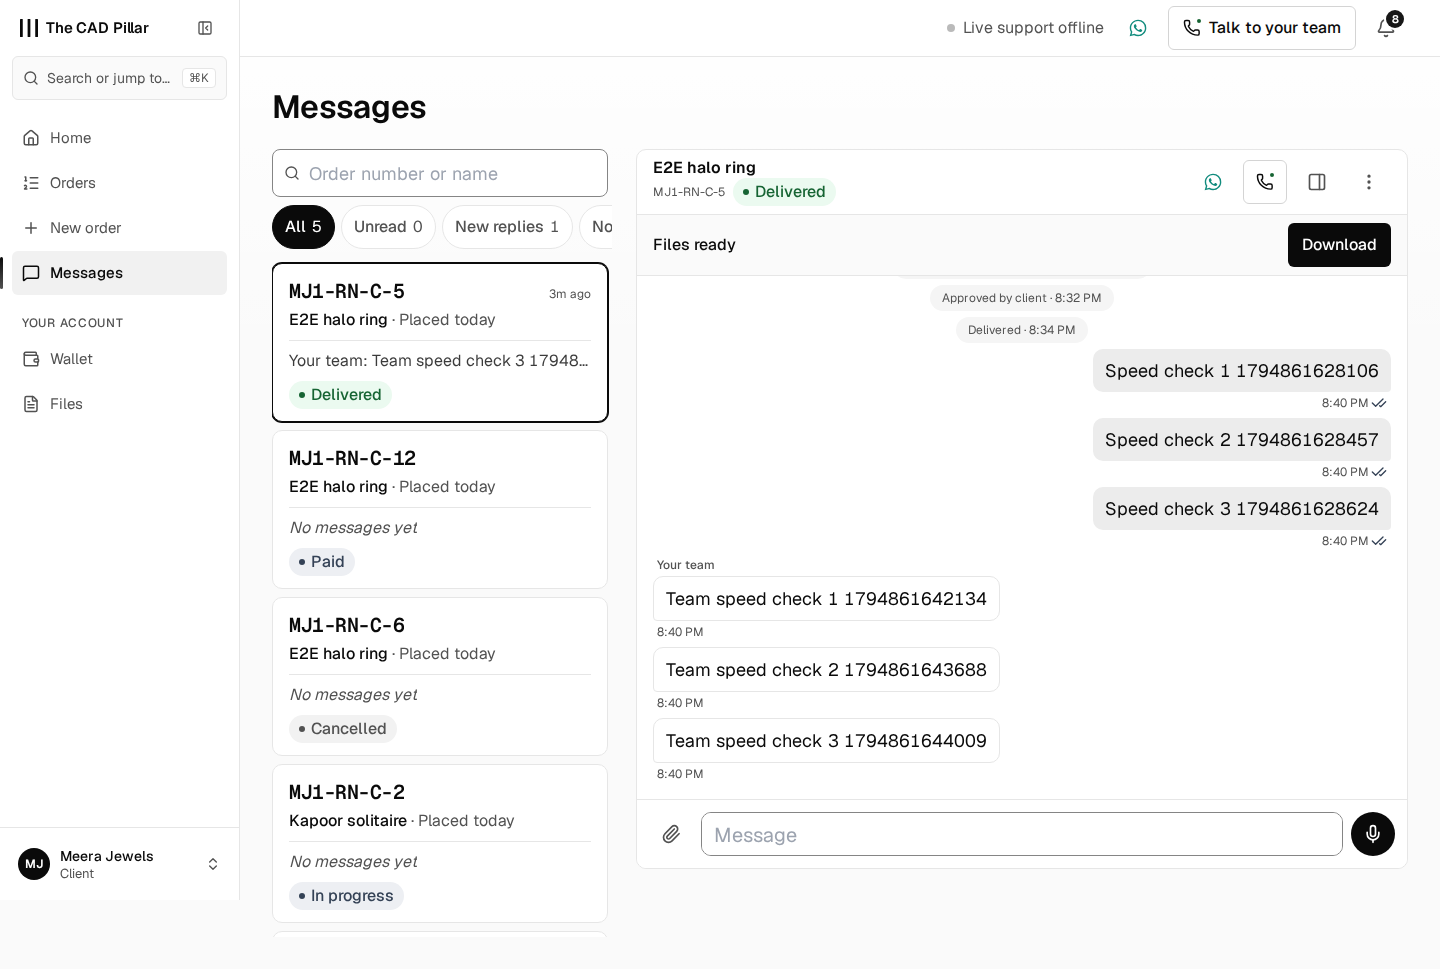 The CAD Pillar
Search or jump to...
⌘K
Home
Orders
New order
Messages
YOUR ACCOUNT
Wallet
Files
MJ
Meera Jewels
Client
Live support offline
Talk to your team
8
Messages
Order number or name
All 5
Unread 0
New replies 1
No
MJ1-RN-C-5
3m ago
E2E halo ring · Placed today
Your team: Team speed check 3 17948...
Delivered
MJ1-RN-C-12
E2E halo ring · Placed today
No messages yet
Paid
MJ1-RN-C-6
E2E halo ring · Placed today
No messages yet
Cancelled
MJ1-RN-C-2
Kapoor solitaire · Placed today
No messages yet
In progress
E2E halo ring
MJ1-RN-C-5
Delivered
Files ready
Download
Approved by client · 8:32 PM
Delivered · 8:34 PM
Speed check 1 1794861628106
8:40 PM
Speed check 2 1794861628457
8:40 PM
Speed check 3 1794861628624
8:40 PM
Your team
Team speed check 1 1794861642134
8:40 PM
Team speed check 2 1794861643688
8:40 PM
Team speed check 3 1794861644009
8:40 PM
Message